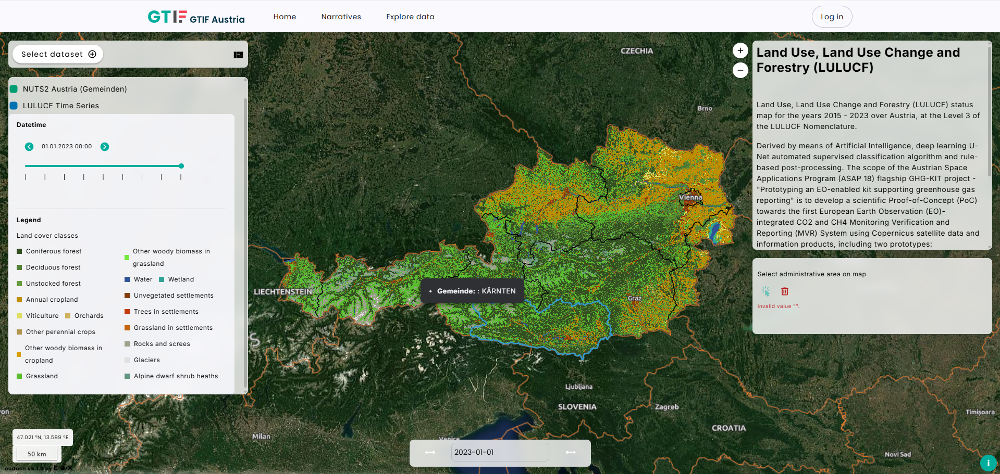 GTIF GTIF Austria
Home
Narratives
Explore data
Log in
Select dataset
NUTS2 Austria (Gemeinden)
LULUCF Time Series
Datetime
01.01.2023 00:00
Legend
Land cover classes
Coniferous forest
Deciduous forest
Unstocked forest
Annual cropland
Viticulture
Orchards
Other perennial crops
Other woody biomass in
cropland
Grassland
Other woody biomass in
grassland
Water
Wetland
Unvegetated settlements
Trees in settlements
Grassland in settlements
Rocks and screes
Glaciers
Alpine dwarf shrub heaths
47.021 °N, 13.589 °E
50 km
eodash v5.1.0 by EOX
CZECHIA
Brno
Vienna
LIECHTENSTEIN
• Gemeinde: : KÄRNTEN
Graz
Ljubljana
SLOVENIA
Zagreb
CROATIA
Timișoara
Novi Sad
Milan
Venice
2023-01-01
+
−
Land Use, Land Use Change and
Forestry (LULUCF)
Land Use, Land Use Change and Forestry (LULUCF) status
map for the years 2015 - 2023 over Austria, at the Level 3 of
the LULUCF Nomenclature.
Derived by means of Artificial Intelligence, deep learning U-
Net automated supervised classification algorithm and rule-
based post-processing. The scope of the Austrian Space
Applications Program (ASAP 18) flagship GHG-KIT project -
"Prototyping an EO-enabled kit supporting greenhouse gas
reporting" is to develop a scientific Proof-of-Concept (PoC)
towards the first European Earth Observation (EO)-
integrated CO2 and CH4 Monitoring Verification and
Reporting (MVR) System using Copernicus satellite data and
information products, including two prototypes:
Select administrative area on map
invalid value "".
i